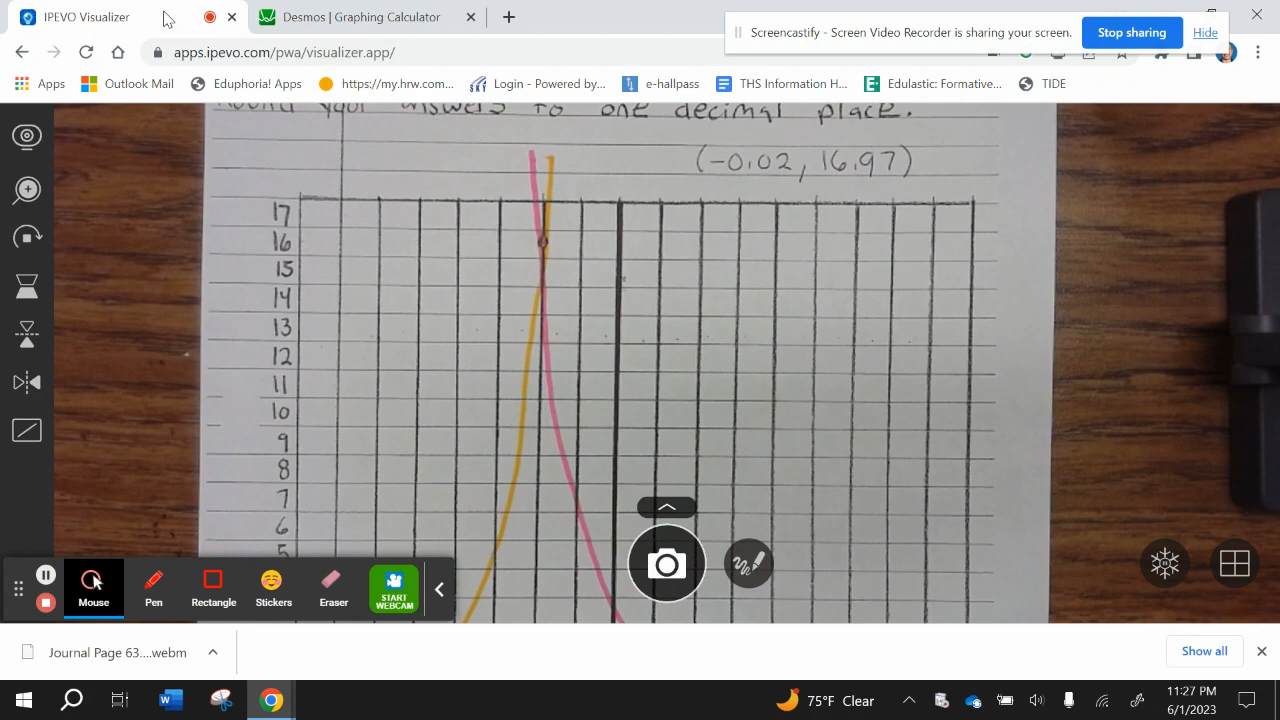 IPEVO Visualizer
Desmos | Graphing Calculator
Screencastify - Screen Video Recorder is sharing your screen.
Stop sharing
Hide
apps.ipevo.com/pwa/visualizer.app/
Apps
Outlook Mail
Eduphoria! App
https://my.hrw.com...
Login - Powered by...
e-hallpass
THS Information H...
Edulastic: Formative...
TIDE
your answers to one decimal place.
(-0.02, 16.97)
17
16
15
14
13
12
11
10
9
8
7
6
5
Mouse
Pen
Rectangle
Stickers
Eraser
START
WEBCAM
Journal Page 63....webm
Show all
75°F Clear
11:27 PM
6/1/2023